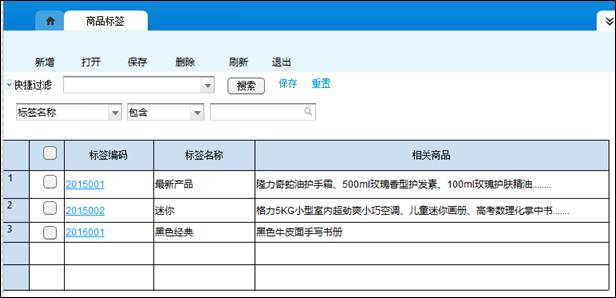 商品标签
新增 打开 保存 删除 刷新 退出
快捷过滤 搜索 保存 重置
标签名称 包含
标签编码 标签名称 相关商品
1 2015001 最新产品 隆力奇蛇油护手霜、500ml玫瑰香型护发素、100ml玫瑰护肤精油........
2 2015002 迷你 格力5KG小型室内超劲爽小巧空调、儿童迷你画册、高考数理化掌中书.......
3 2016001 黑色经典 黑色牛皮面手写书册